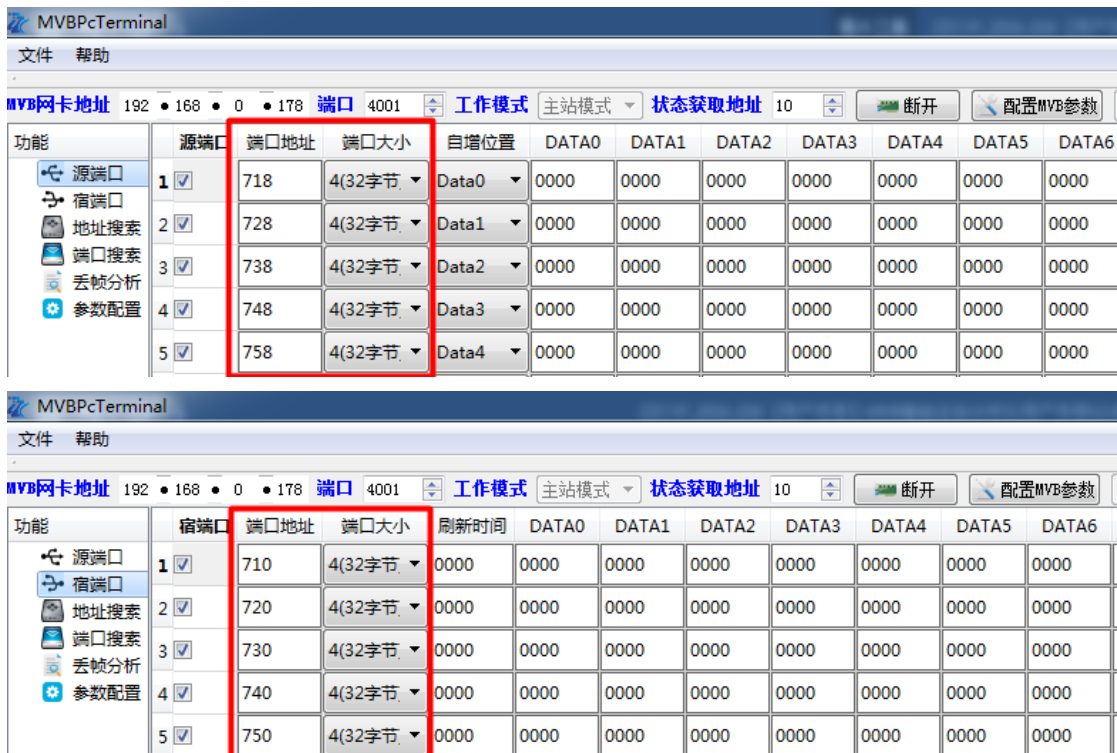 MVBPcTerminal
文件 帮助
MVB网卡地址 192 • 168 • 0 • 178 端口 4001 工作模式 主站模式 状态获取地址 10 断开 配置MVB参数
功能 源端口 端口地址 端口大小 自增位置 DATA0 DATA1 DATA2 DATA3 DATA4 DATA5 DATA6
源端口 1 718 4(32字节 Data0 0000 0000 0000 0000 0000 0000 0000
宿端口
地址搜索 2 728 4(32字节 Data1 0000 0000 0000 0000 0000 0000 0000
端口搜索 3 738 4(32字节 Data2 0000 0000 0000 0000 0000 0000 0000
丢帧分析
参数配置 4 748 4(32字节 Data3 0000 0000 0000 0000 0000 0000 0000
5 758 4(32字节 Data4 0000 0000 0000 0000 0000 0000 0000
MVBPcTerminal
文件 帮助
MVB网卡地址 192 • 168 • 0 • 178 端口 4001 工作模式 主站模式 状态获取地址 10 断开 配置MVB参数
功能 宿端口 端口地址 端口大小 刷新时间 DATA0 DATA1 DATA2 DATA3 DATA4 DATA5 DATA6
源端口 1 710 4(32字节 0000 0000 0000 0000 0000 0000 0000 0000
宿端口
地址搜索 2 720 4(32字节 0000 0000 0000 0000 0000 0000 0000 0000
端口搜索 3 730 4(32字节 0000 0000 0000 0000 0000 0000 0000 0000
丢帧分析
参数配置 4 740 4(32字节 0000 0000 0000 0000 0000 0000 0000 0000
5 750 4(32字节 0000 0000 0000 0000 0000 0000 0000 0000